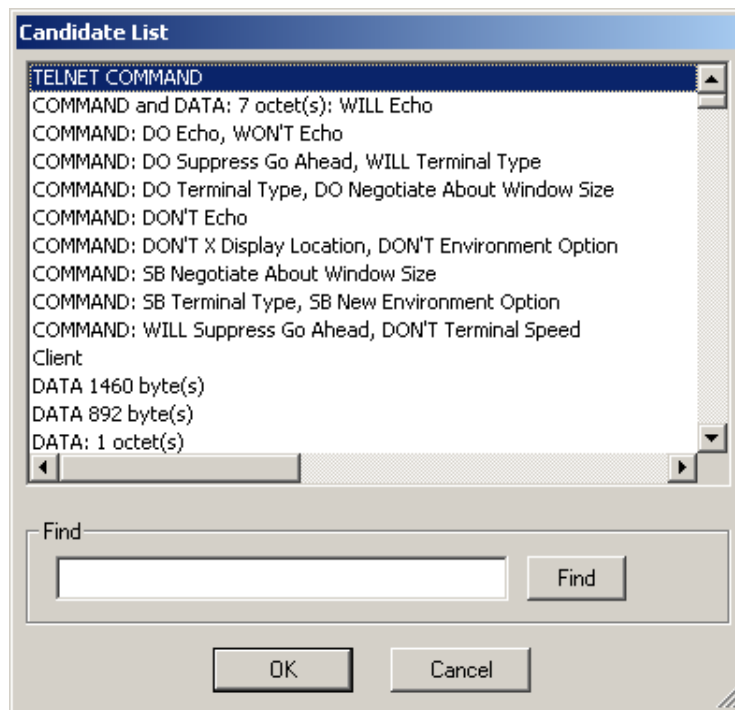 Candidate List
TELNET COMMAND
COMMAND and DATA: 7 octet(s): WILL Echo
COMMAND: DO Echo, WON'T Echo
COMMAND: DO Suppress Go Ahead, WILL Terminal Type
COMMAND: DO Terminal Type, DO Negotiate About Window Size
COMMAND: DON'T Echo
COMMAND: DON'T X Display Location, DON'T Environment Option
COMMAND: SB Negotiate About Window Size
COMMAND: SB Terminal Type, SB New Environment Option
COMMAND: WILL Suppress Go Ahead, DON'T Terminal Speed
Client
DATA 1460 byte(s)
DATA 892 byte(s)
DATA: 1 octet(s)
Find
Find
OK
Cancel